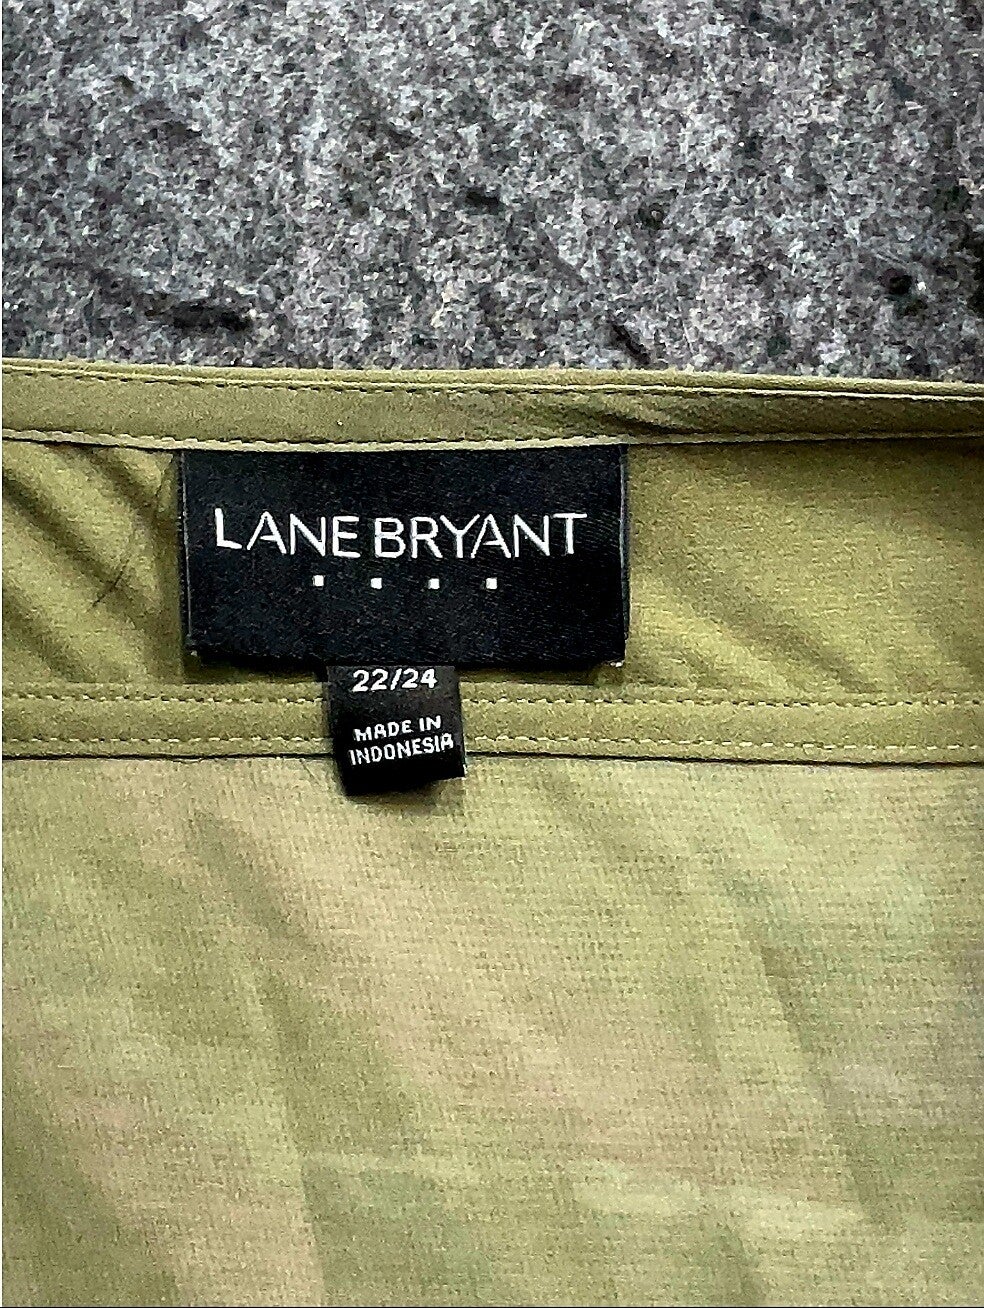 LANE BRYANT
22/24
MADE IN
INDONESIA